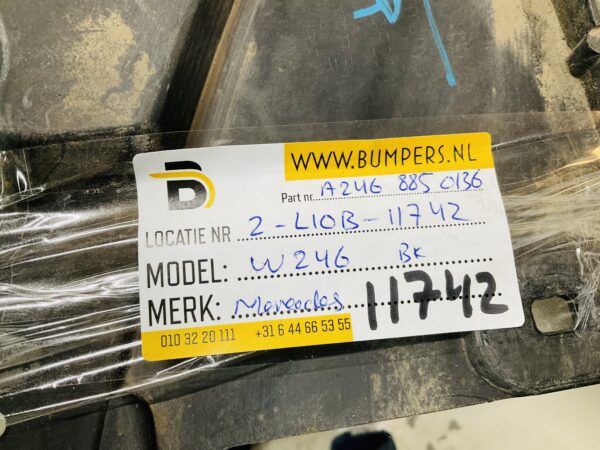 WWW.BUMPERS.NL
Part nr. A246 885 0136
LOCATIE NR 2-L10B-11742
MODEL: W246 BK
MERK: Mercedes 11742
010 32 20 111 +31 6 44 66 53 55